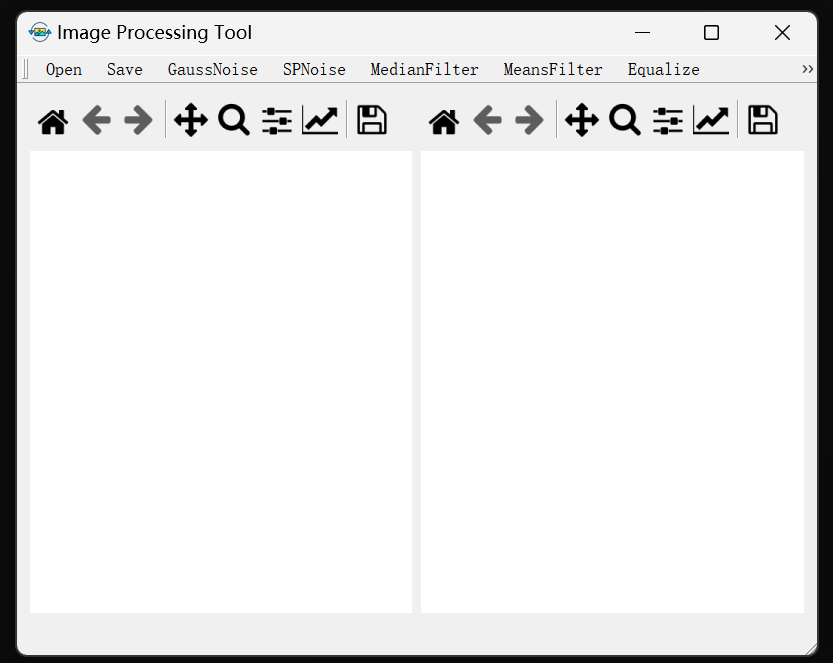 Image Processing Tool
Open Save GaussNoise SPNoise MedianFilter MeansFilter Equalize